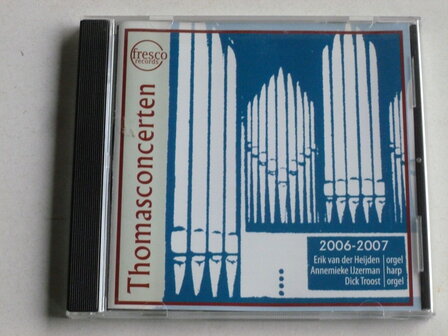 fresco
records
Thomasconcerten
2006-2007
Erik van der Heijden orgel
Annemieke IJzerman harp
Dick Troost orgel